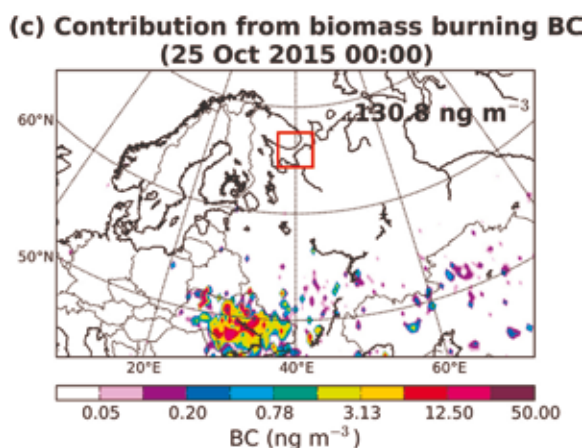 (c) Contribution from biomass burning BC
(25 Oct 2015 00:00)
130.8 ng m⁻³
60°N
50°N
20°E 40°E 60°E
0.05 0.20 0.78 3.13 12.50 50.00
BC (ng m⁻³)